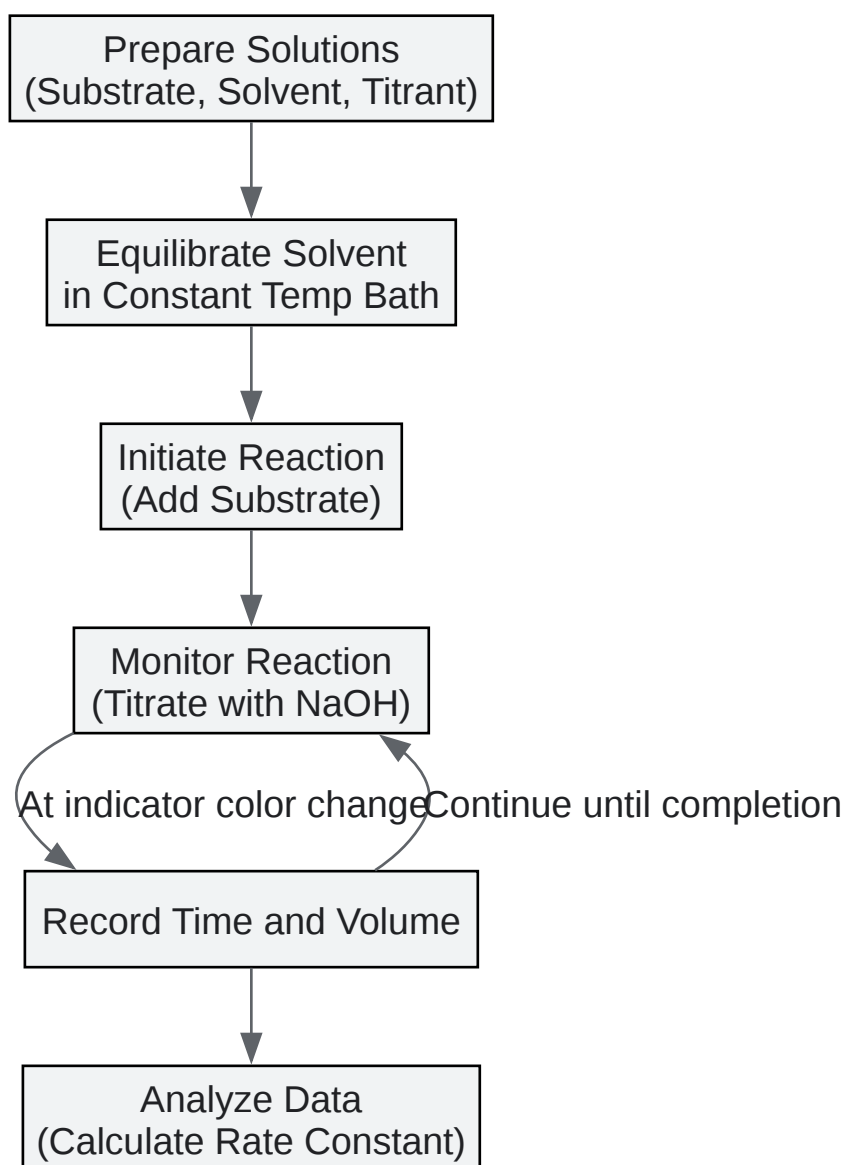 Prepare Solutions
(Substrate, Solvent, Titrant)
Equilibrate Solvent
in Constant Temp Bath
Initiate Reaction
(Add Substrate)
Monitor Reaction
(Titrate with NaOH)
At indicator color change
Continue until completion
Record Time and Volume
Analyze Data
(Calculate Rate Constant)